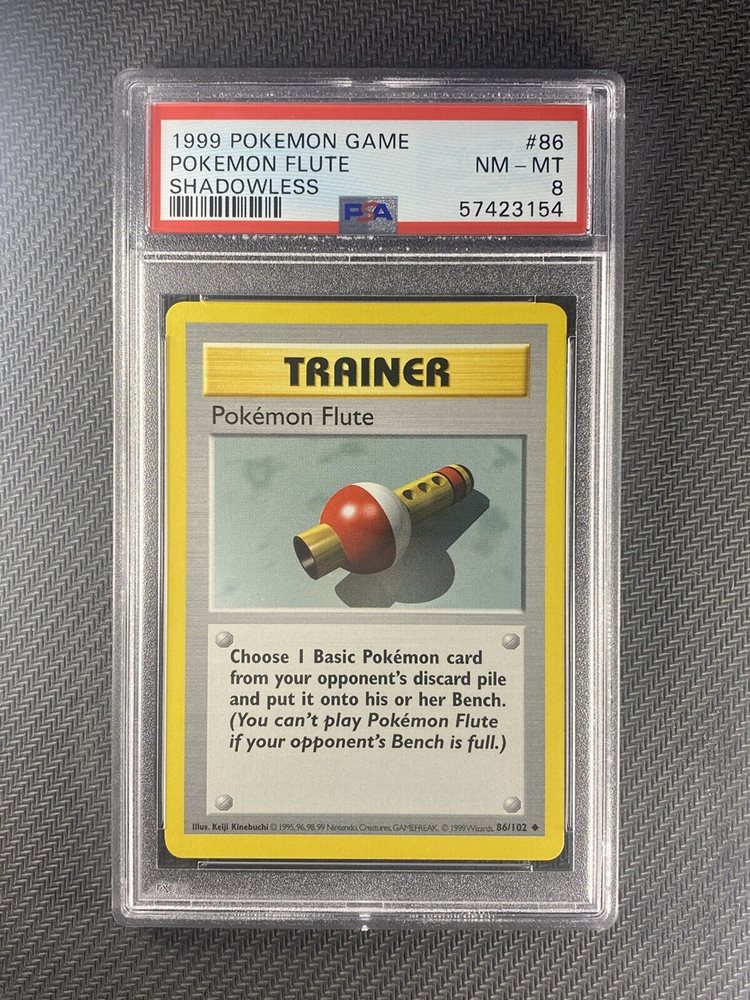 1999 POKEMON GAME #86
POKEMON FLUTE NM-MT
SHADOWLESS 8
PSA 57423154
TRAINER
Pokémon Flute
Choose 1 Basic Pokémon card
from your opponent's discard pile
and put it onto his or her Bench.
(You can't play Pokémon Flute
if your opponent's Bench is full.)
Illus. Keiji Kinebuchi © 1995, 96, 98, 99 Nintendo, Creatures, GAMEFREAK. © 1999 Wizards. 86/102 ◆